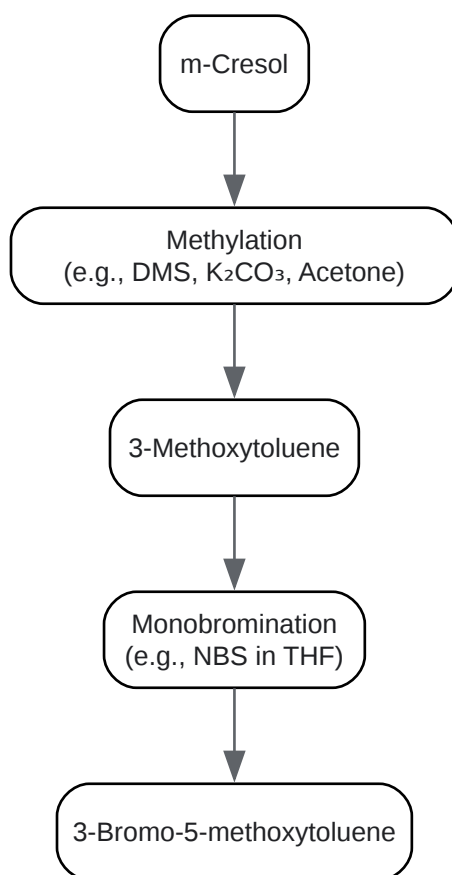 m-Cresol
Methylation
(e.g., DMS, K₂CO₃, Acetone)
3-Methoxytoluene
Monobromination
(e.g., NBS in THF)
3-Bromo-5-methoxytoluene